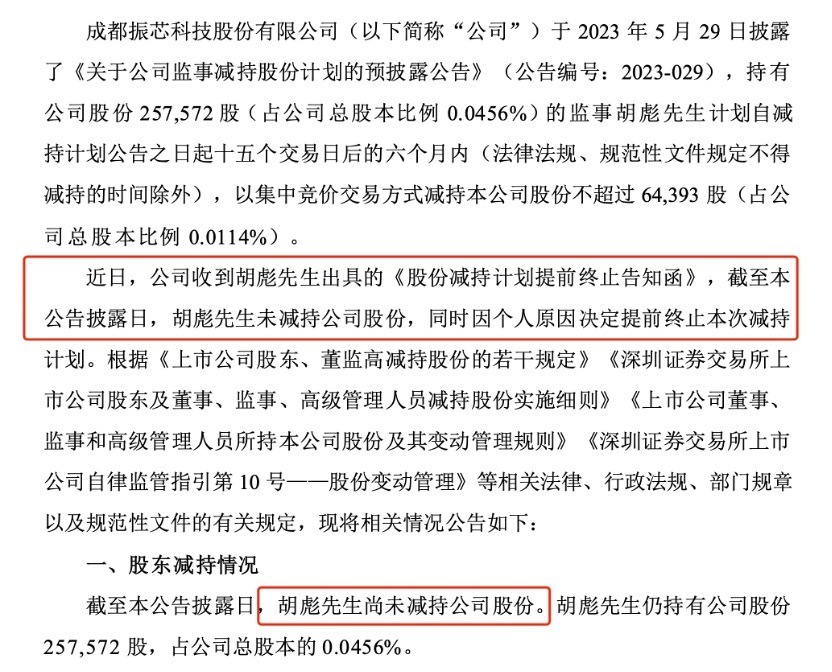 成都振芯科技股份有限公司（以下简称“公司”）于 2023 年 5 月 29 日披露
了《关于公司监事减持股份计划的预披露公告》（公告编号：2023-029），持有
公司股份 257,572 股（占公司总股本比例 0.0456%）的监事胡彪先生计划自减
持计划公告之日起十五个交易日后的六个月内（法律法规、规范性文件规定不得
减持的时间除外），以集中竞价交易方式减持本公司股份不超过 64,393 股（占公
司总股本比例 0.0114%）。
近日，公司收到胡彪先生出具的《股份减持计划提前终止告知函》，截至本
公告披露日，胡彪先生未减持公司股份，同时因个人原因决定提前终止本次减持
计划。根据《上市公司股东、董监高减持股份的若干规定》《深圳证券交易所上
市公司股东及董事、监事、高级管理人员减持股份实施细则》《上市公司董事、
监事和高级管理人员所持本公司股份及其变动管理规则》《深圳证券交易所上市
公司自律监管指引第 10 号——股份变动管理》等相关法律、行政法规、部门规章
以及规范性文件的有关规定，现将相关情况公告如下：
一、股东减持情况
截至本公告披露日，胡彪先生尚未减持公司股份。胡彪先生仍持有公司股份
257,572 股，占公司总股本的 0.0456%。